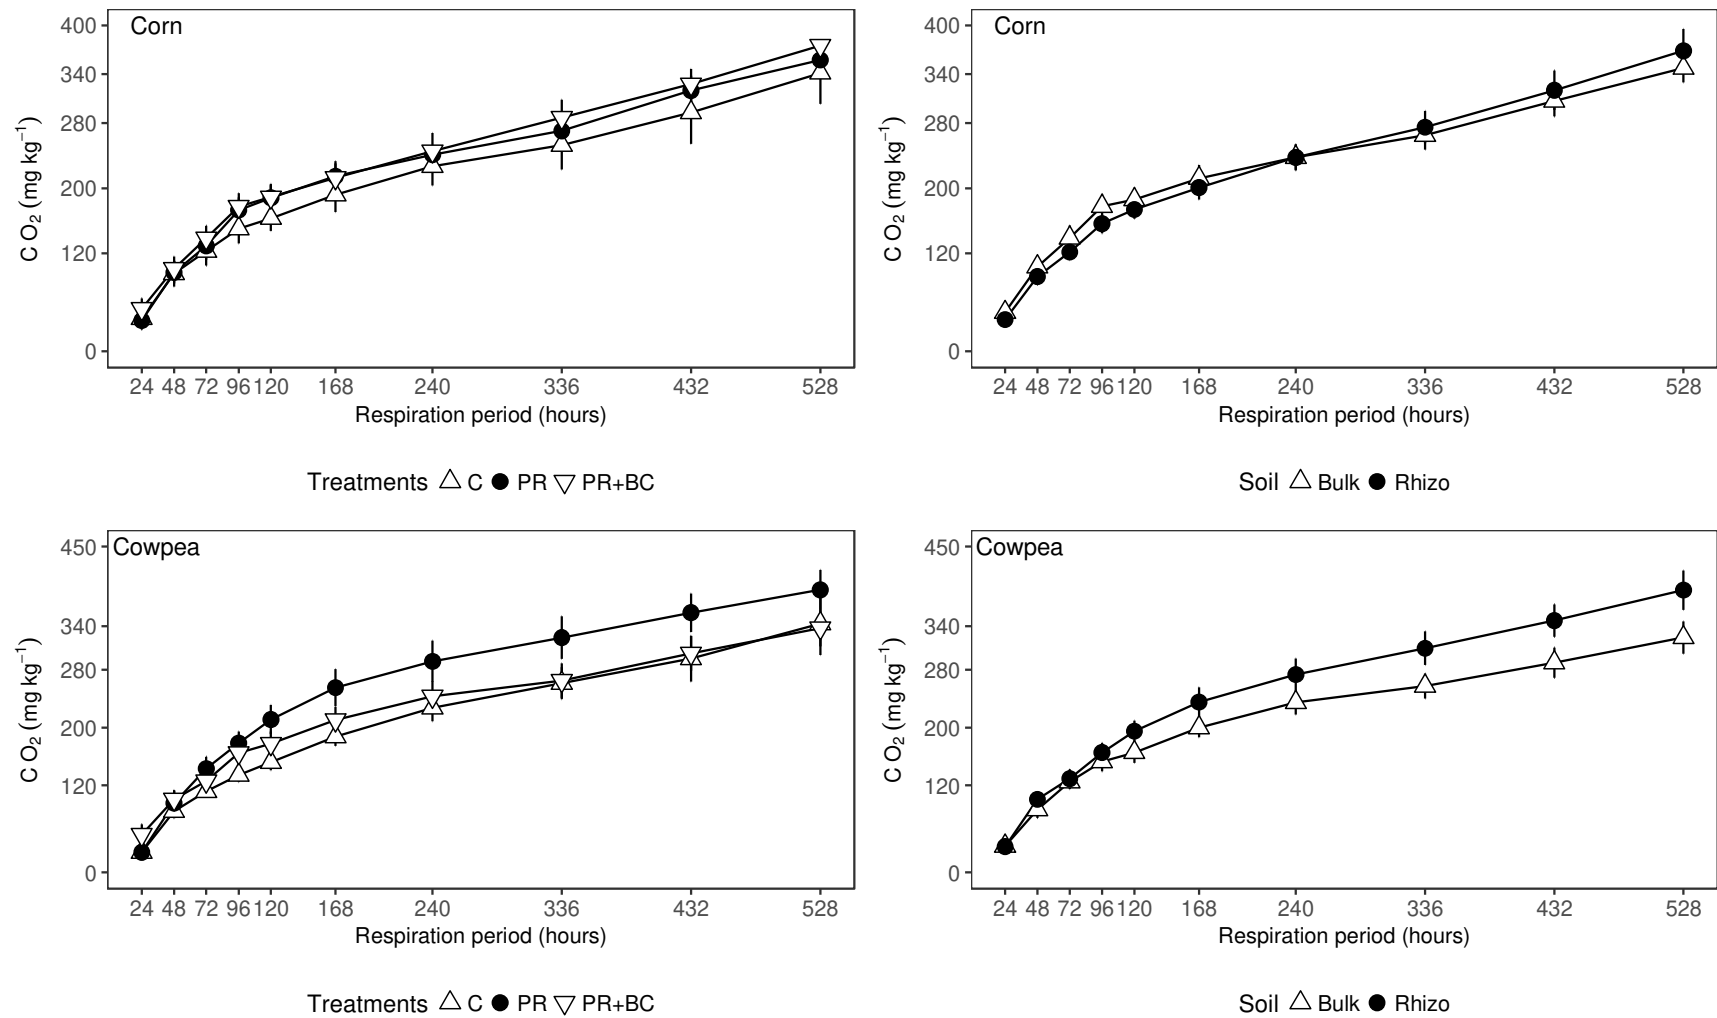 Corn
400
340
280
200
120
0
C O₂ (mg kg⁻¹)
24 48 72 96 120 168 240 336 432 528
Respiration period (hours)
Treatments C PR PR+BC
Corn
400
340
280
200
120
0
C O₂ (mg kg⁻¹)
24 48 72 96 120 168 240 336 432 528
Respiration period (hours)
Soil Bulk Rhizo
Cowpea
450
340
280
200
120
0
C O₂ (mg kg⁻¹)
24 48 72 96 120 168 240 336 432 528
Respiration period (hours)
Treatments C PR PR+BC
Cowpea
450
340
280
200
120
0
C O₂ (mg kg⁻¹)
24 48 72 96 120 168 240 336 432 528
Respiration period (hours)
Soil Bulk Rhizo